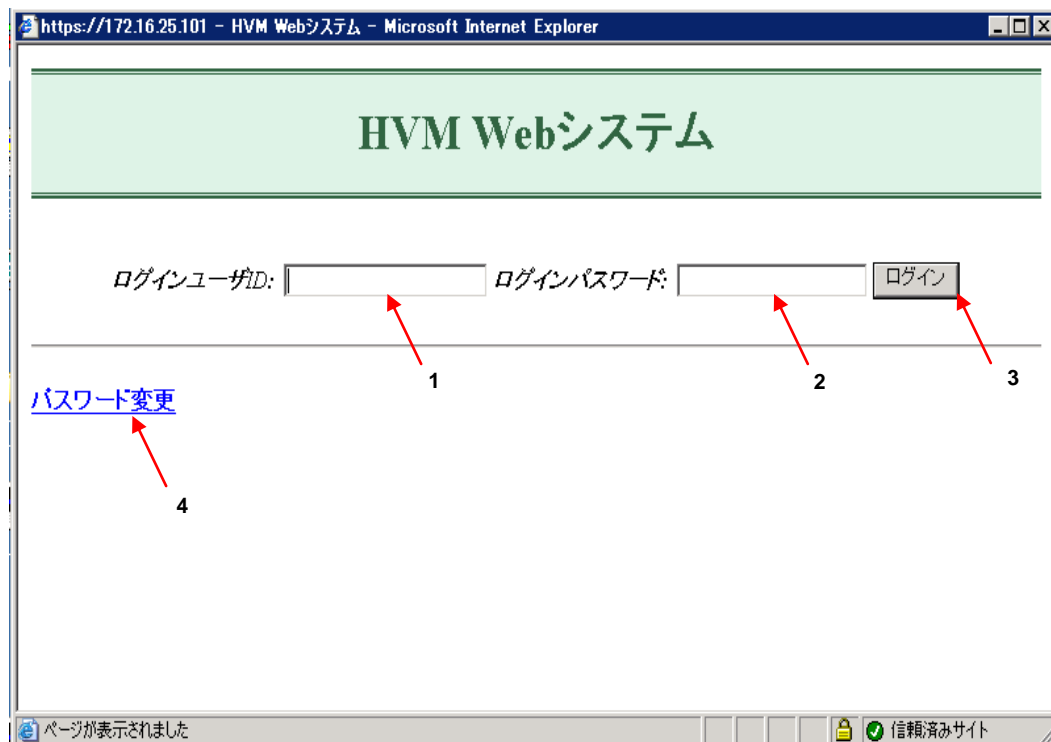 https://172.16.25.101 - HVM Webシステム - Microsoft Internet Explorer
HVM Webシステム
ログインユーザID: ログインパスワード: ログイン
1 2 3
パスワード変更
4
ページが表示されました 信頼済みサイト